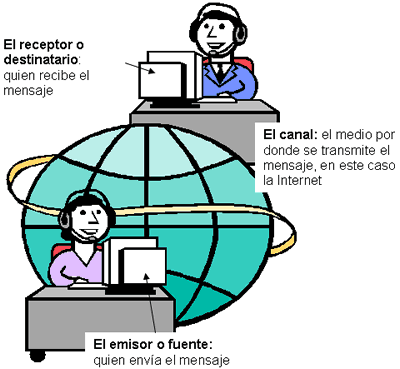 El receptor o
destinatario:
quien recibe el
mensaje
El canal: el medio por
donde se transmite el
mensaje, en este caso
la Internet
El emisor o fuente:
quien envía el mensaje